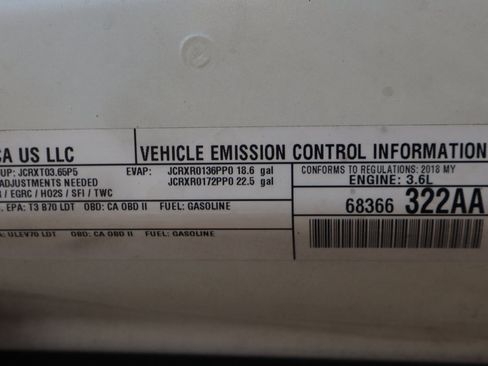 CA US LLC VEHICLE EMISSION CONTROL INFORMATION
UP: JCRXT03.65P5 EVAP: JCRXR0136PP0 18.6 gal CONFORMS TO REGULATIONS: 2018 MY
ADJUSTMENTS NEEDED JCRXR0172PP0 22.5 gal ENGINE: 3.6L
/ EGRC / HO2S / SFI / TWC
EPA: T3 B70 LDT OBD: CA OBD II FUEL: GASOLINE 68366 322AA
ULEV70 LDT OBD: CA OBD II FUEL: GASOLINE